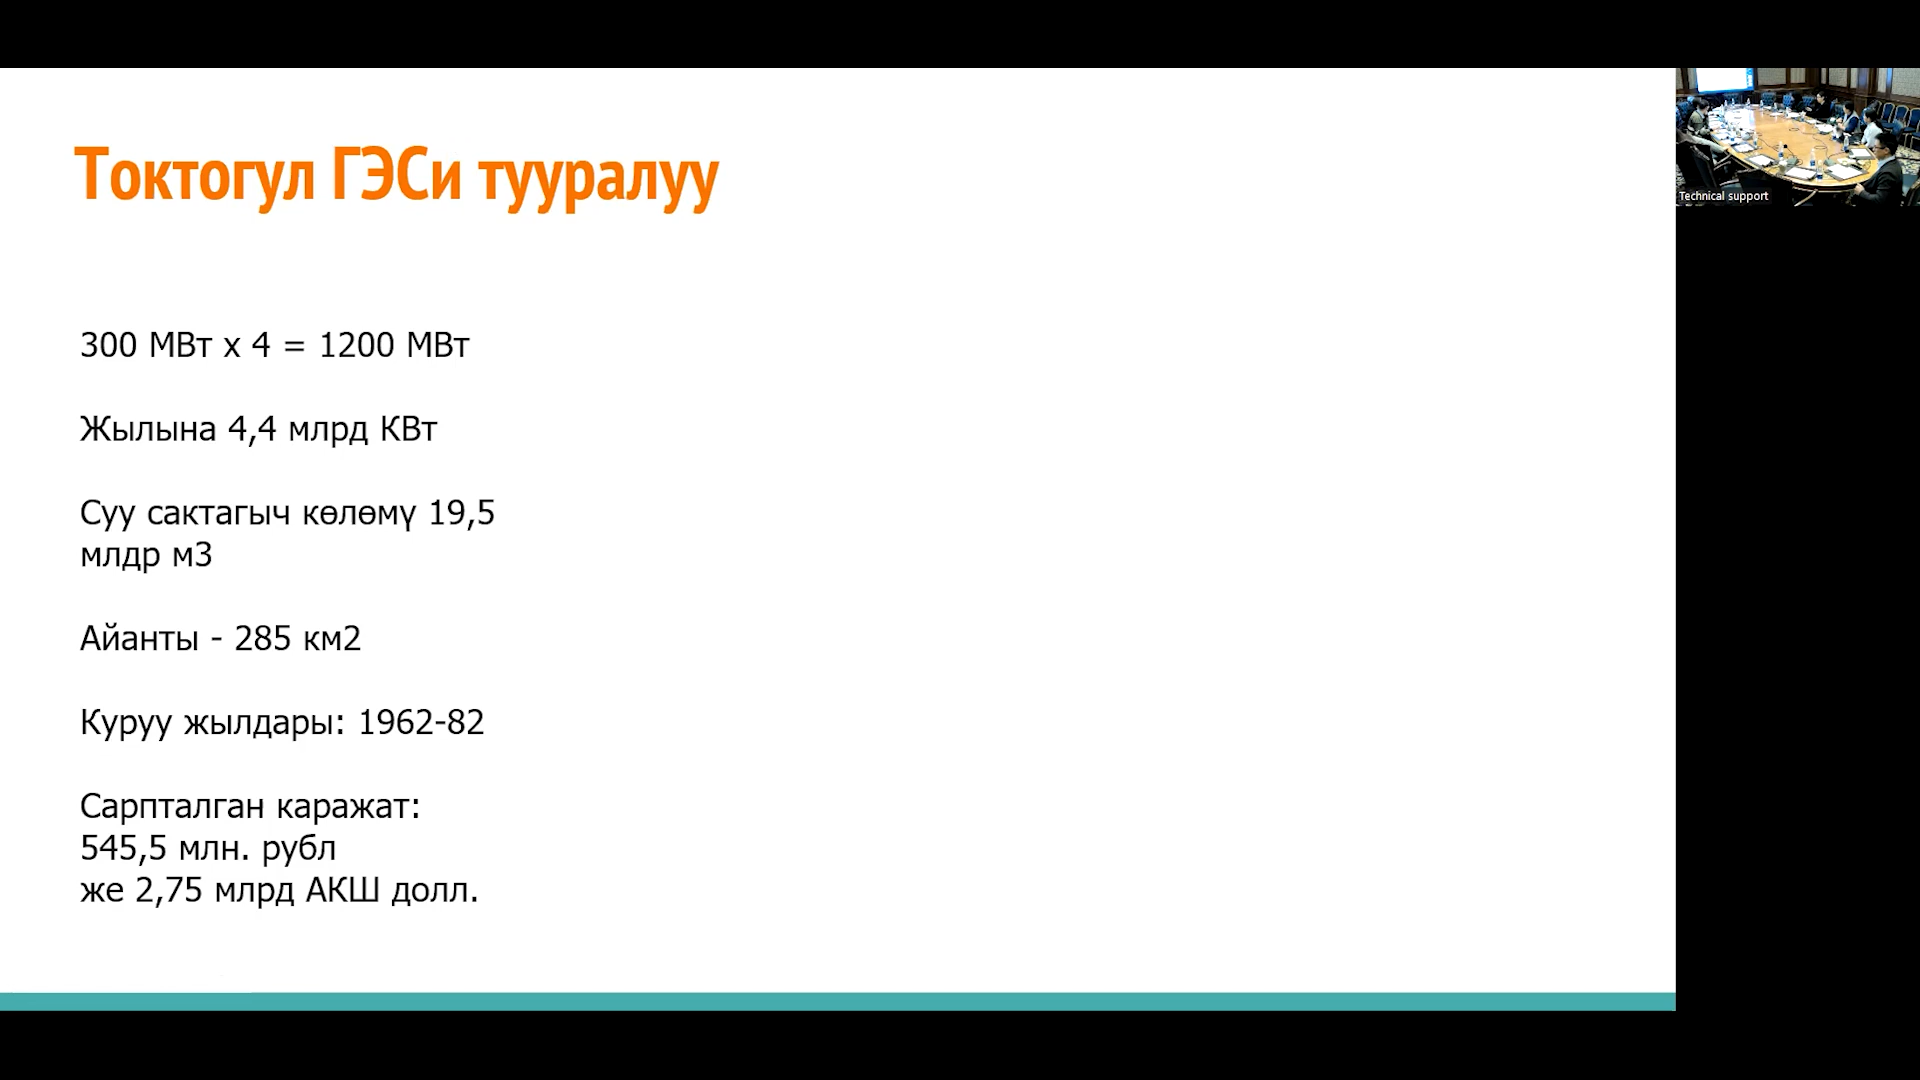 Токтогул ГЭСи тууралуу
300 МВт х 4 = 1200 МВт
Жылына 4,4 млрд КВт
Суу сактагыч көлөмү 19,5
млдр м3
Айанты - 285 км2
Куруу жылдары: 1962-82
Сарпталган каражат:
545,5 млн. рубл
же 2,75 млрд АКШ долл.
Technical support